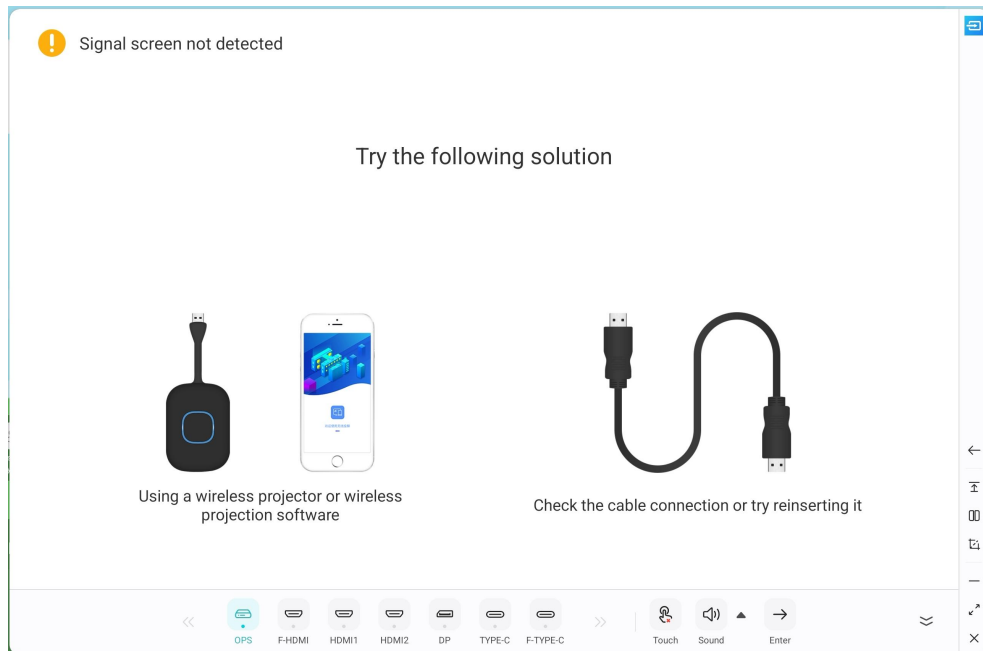 Signal screen not detected
Try the following solution
Using a wireless projector or wireless
projection software
Check the cable connection or try reinserting it
OPS
F-HDMI
HDMI1
HDMI2
DP
TYPE-C
F-TYPE-C
Touch
Sound
Enter